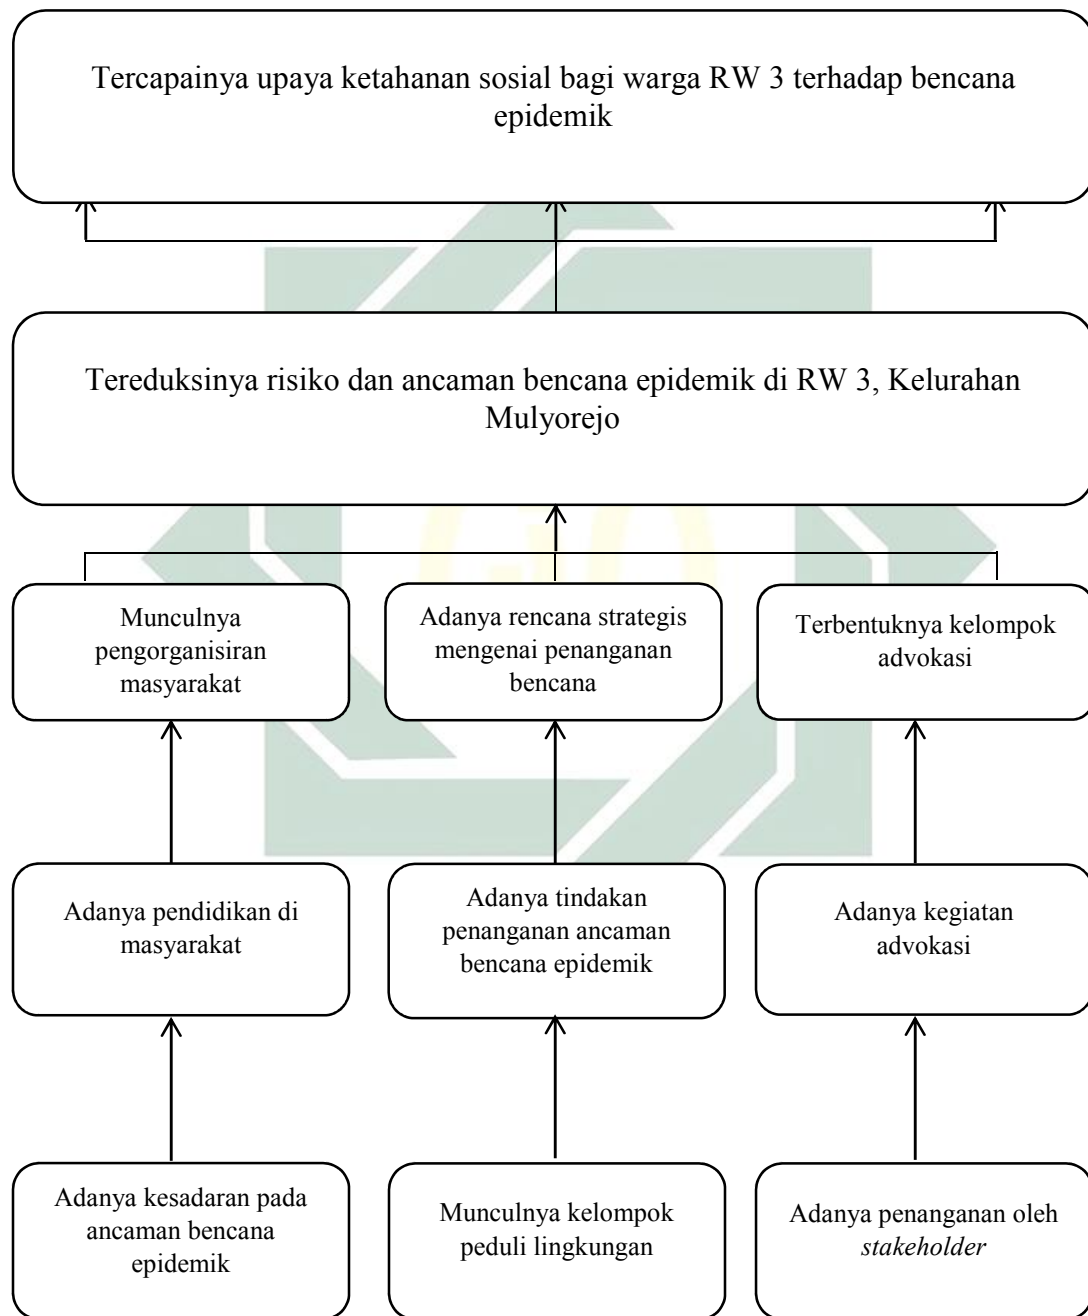 Tercapainya upaya ketahanan sosial bagi warga RW 3 terhadap bencana
epidemik
Tereduksinya risiko dan ancaman bencana epidemik di RW 3, Kelurahan
Mulyorejo
Munculnya
pengorganisiran
masyarakat
Adanya rencana strategis
mengenai penanganan
bencana
Terbentuknya kelompok
advokasi
Adanya pendidikan di
masyarakat
Adanya tindakan
penanganan ancaman
bencana epidemik
Adanya kegiatan
advokasi
Adanya kesadaran pada
ancaman bencana
epidemik
Munculnya kelompok
peduli lingkungan
Adanya penanganan oleh
stakeholder